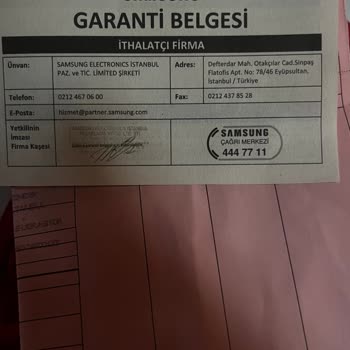 SAMSUNG
GARANTİ BELGESİ
İTHALATÇI FİRMA
Ünvan:
SAMSUNG ELECTRONICS İSTANBUL
PAZ. ve TİC. LİMİTED ŞİRKETİ
Adres:
Defterdar Mah. Otakçılar Cad.Sinpaş
Flatofis Apt. No: 78/46 Eyüpsultan,
İstanbul / Türkiye
Telefon:
0212 467 06 00
Fax:
0212 437 85 28
E-Posta:
hizmet@partner.samsung.com
Yetkilinin
İmzası
Firma Kaşesi
SAMSUNG
ÇAĞRI MERKEZİ
444 77 11